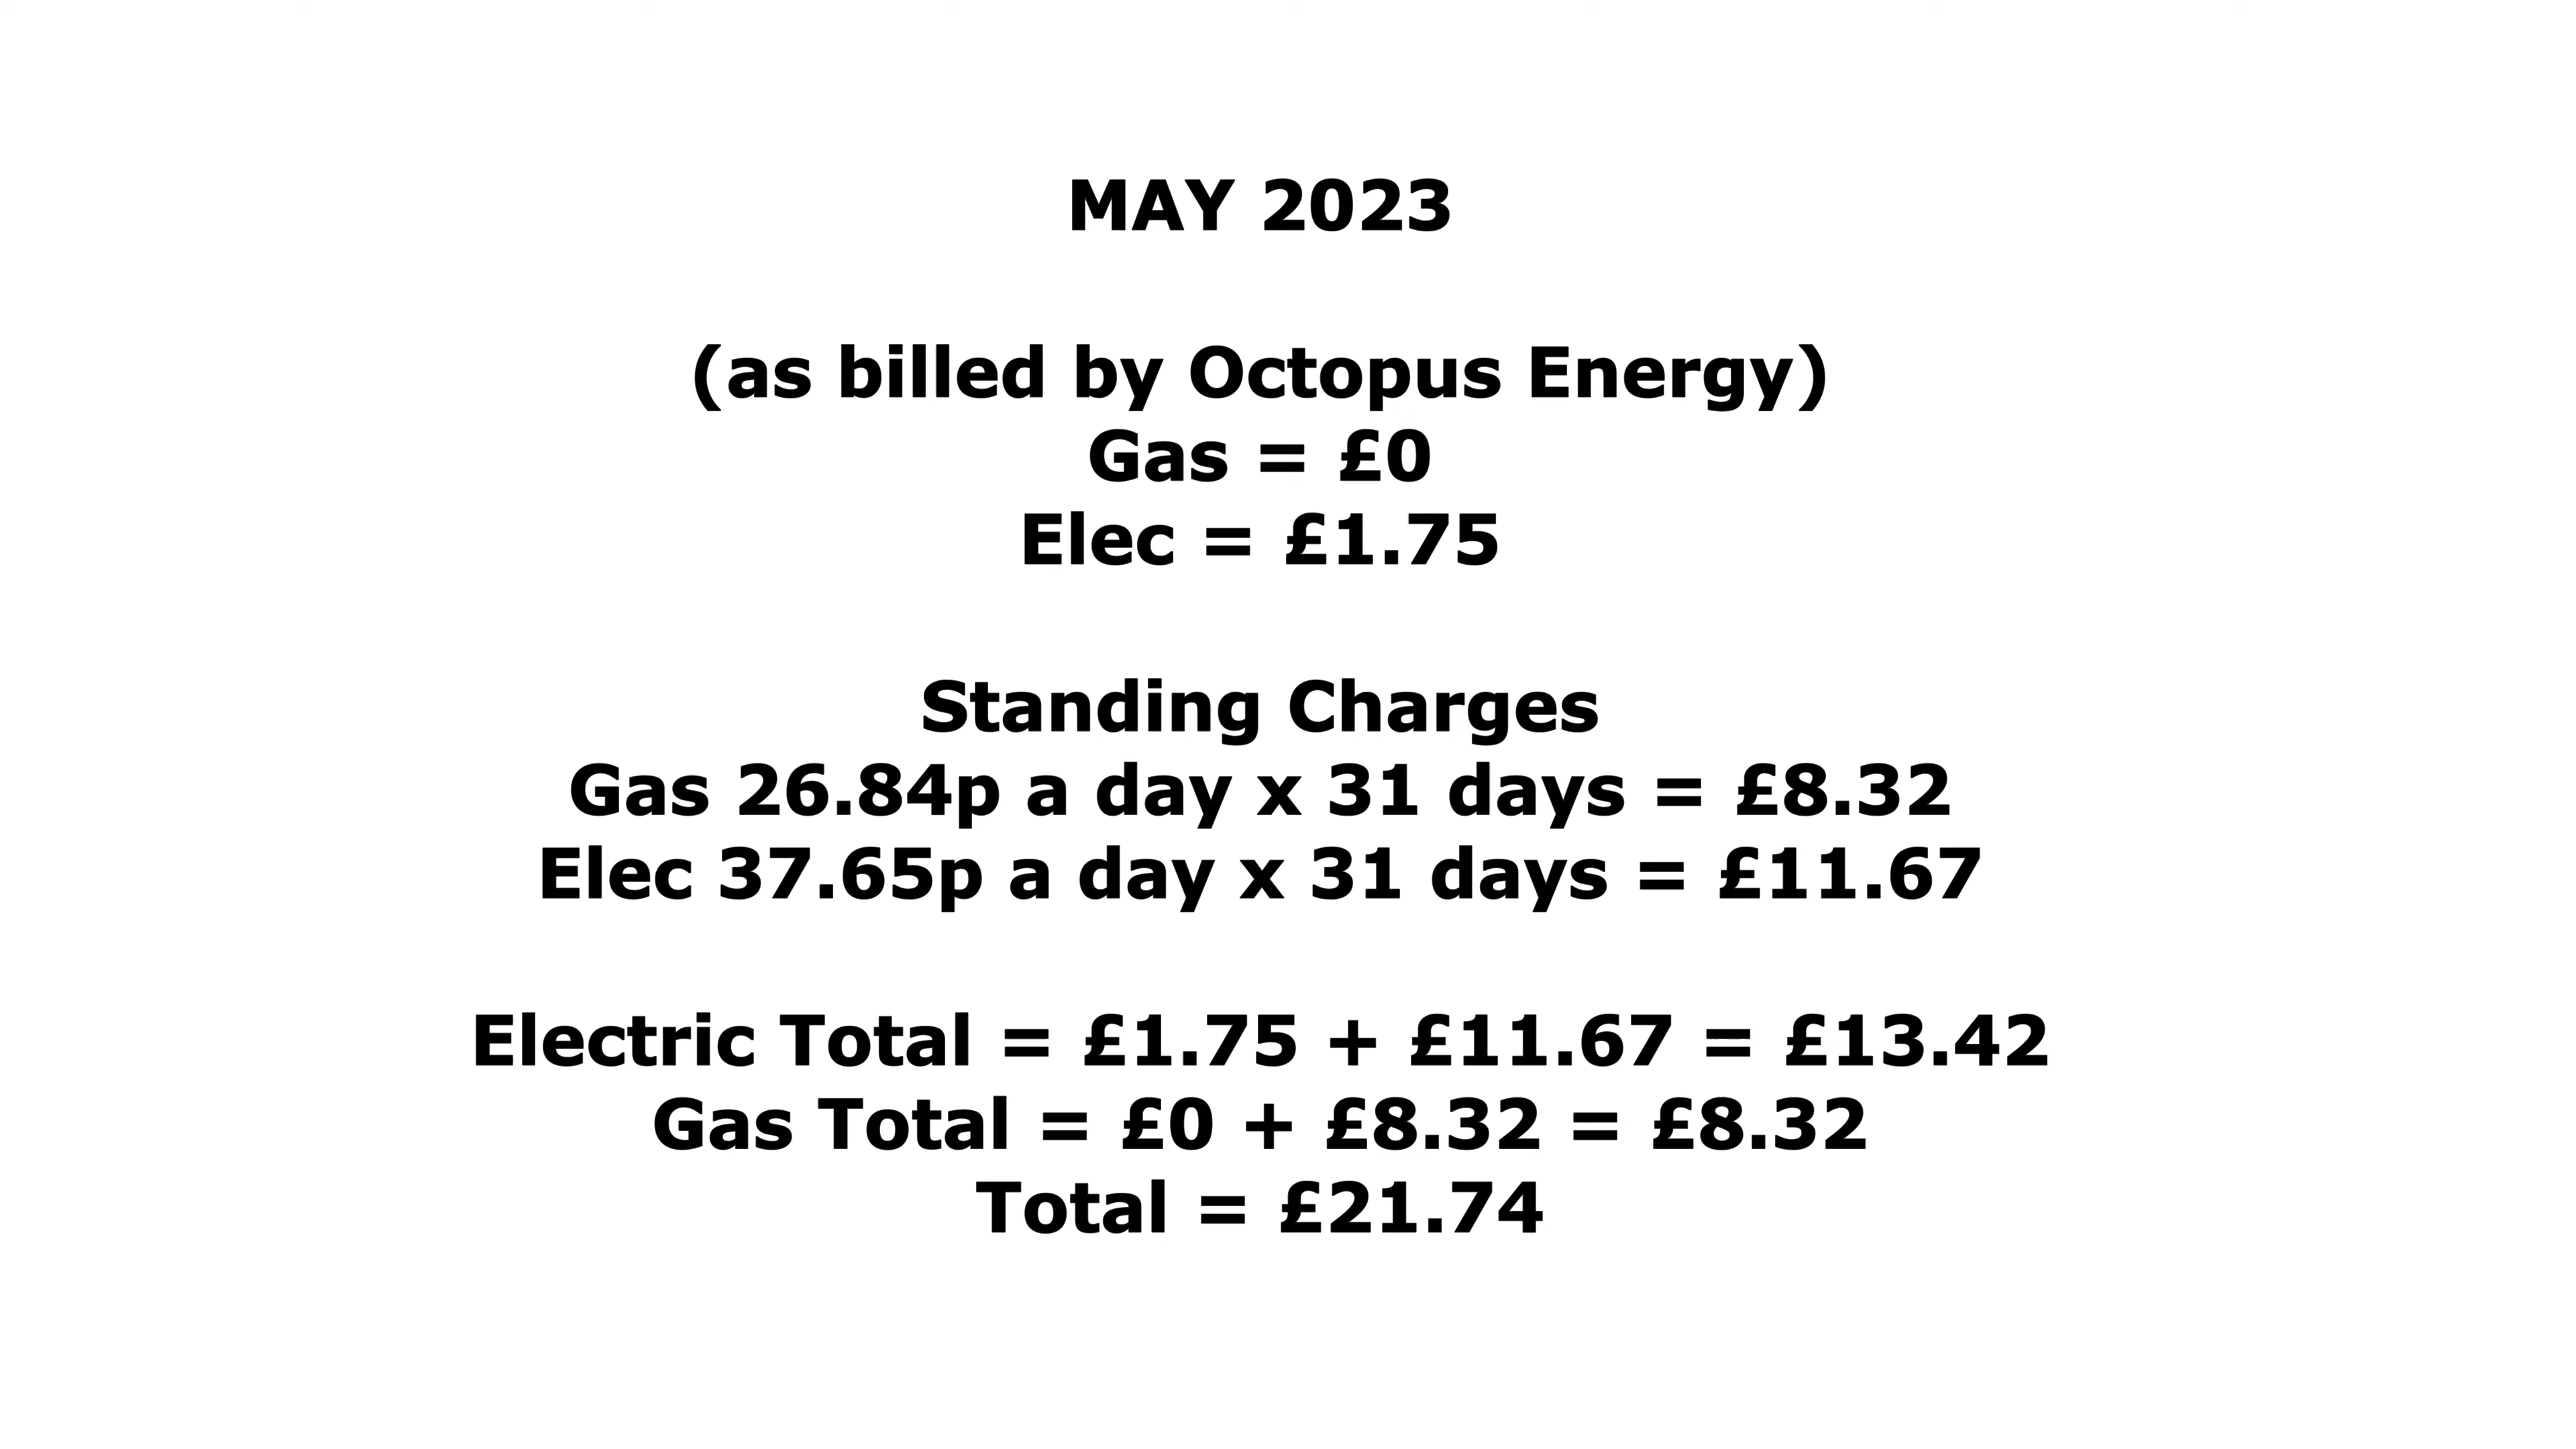 MAY 2023
(as billed by Octopus Energy)
Gas = £0
Elec = £1.75
Standing Charges
Gas 26.84p a day x 31 days = £8.32
Elec 37.65p a day x 31 days = £11.67
Electric Total = £1.75 + £11.67 = £13.42
Gas Total = £0 + £8.32 = £8.32
Total = £21.74